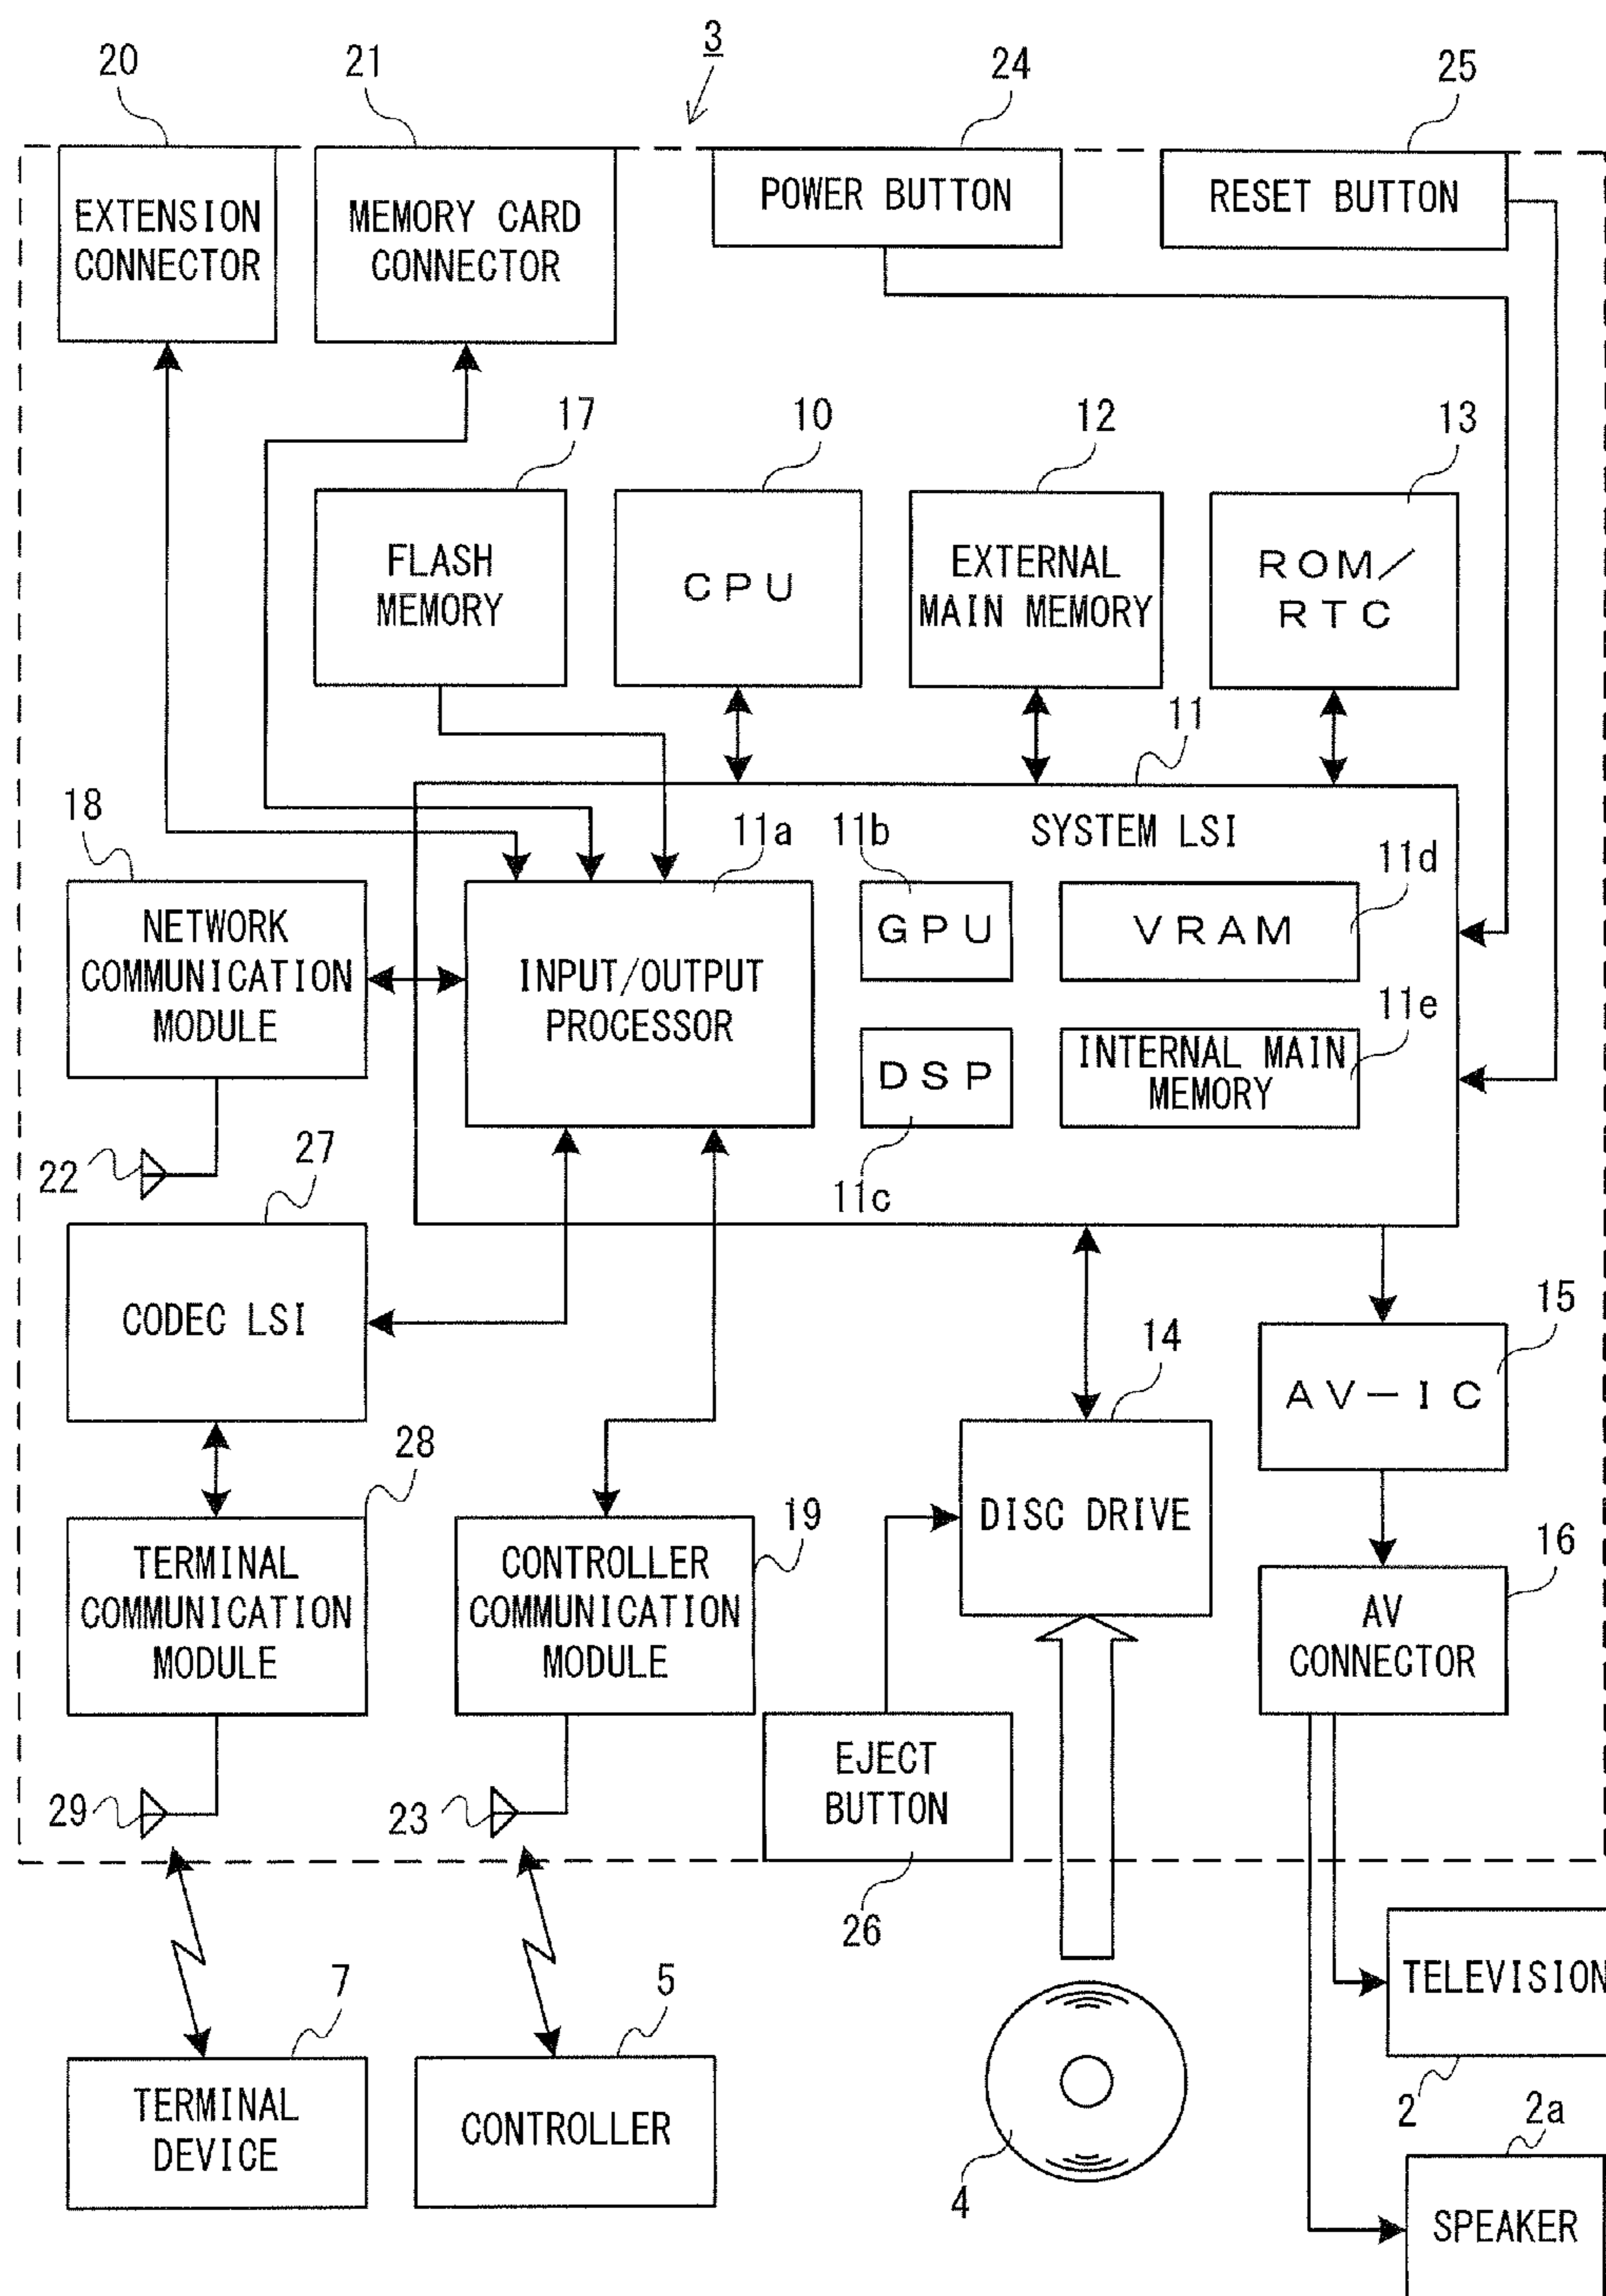 3
20
21
24
25
EXTENSION
CONNECTOR
MEMORY CARD
CONNECTOR
POWER BUTTON
RESET BUTTON
17
10
12
13
FLASH
MEMORY
CPU
EXTERNAL
MAIN MEMORY
ROM/
RTC
11
SYSTEM LSI
18
11a
11b
11d
NETWORK
COMMUNICATION
MODULE
INPUT/OUTPUT
PROCESSOR
GPU
VRAM
11e
DSP
INTERNAL MAIN
MEMORY
22
27
11c
CODEC LSI
15
AV-IC
14
28
DISC DRIVE
19
16
TERMINAL
COMMUNICATION
MODULE
CONTROLLER
COMMUNICATION
MODULE
AV
CONNECTOR
EJECT
BUTTON
29
23
26
TELEVISION
7
5
2
TERMINAL
DEVICE
CONTROLLER
4
2a
SPEAKER